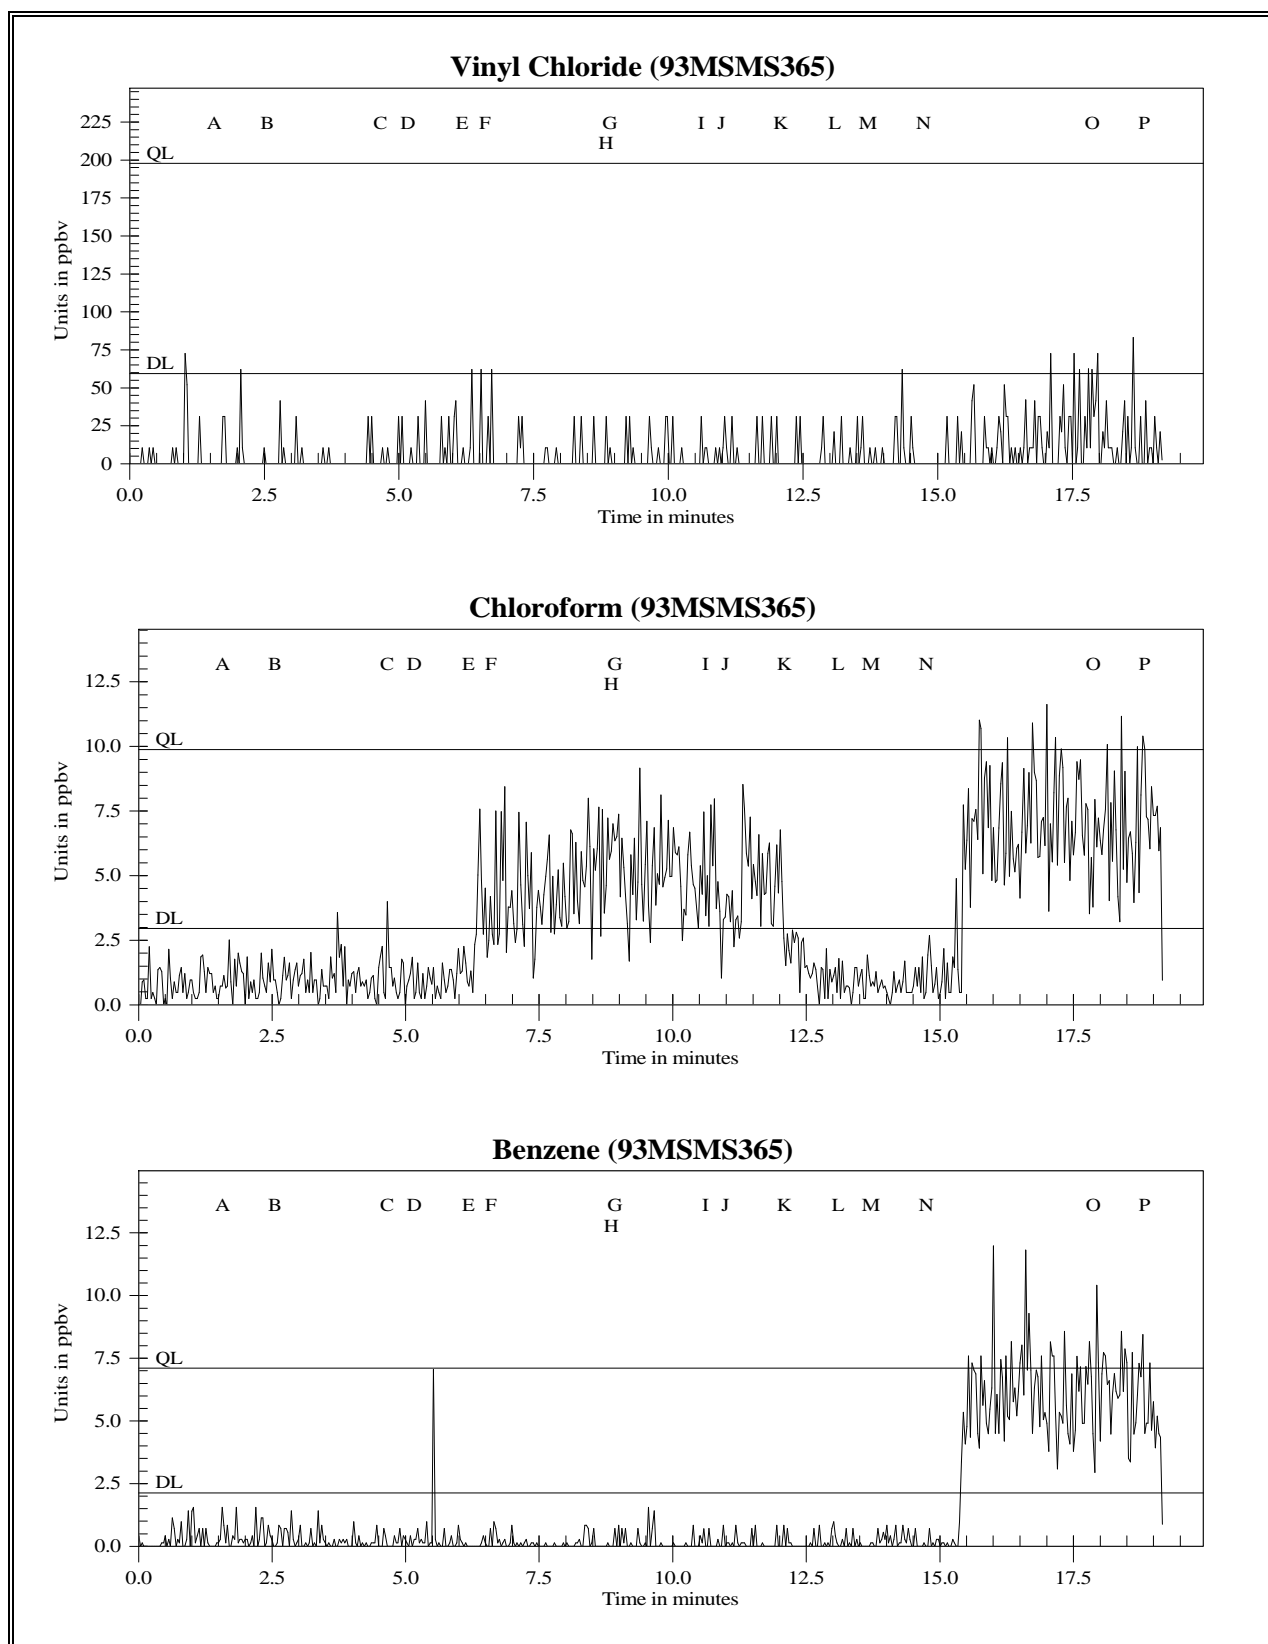 Vinyl Chloride (93MSMS365)
A B C D E F G I J K L M N O P
H
225
QL
200
175
150
125
100
75
DL
50
25
0
Units in ppbv
0.0 2.5 5.0 7.5 10.0 12.5 15.0 17.5
Time in minutes
Chloroform (93MSMS365)
A B C D E F G I J K L M N O P
H
12.5
QL
10.0
7.5
5.0
DL
2.5
0.0
Units in ppbv
0.0 2.5 5.0 7.5 10.0 12.5 15.0 17.5
Time in minutes
Benzene (93MSMS365)
A B C D E F G I J K L M N O P
H
12.5
10.0
QL
7.5
5.0
DL
2.5
0.0
Units in ppbv
0.0 2.5 5.0 7.5 10.0 12.5 15.0 17.5
Time in minutes